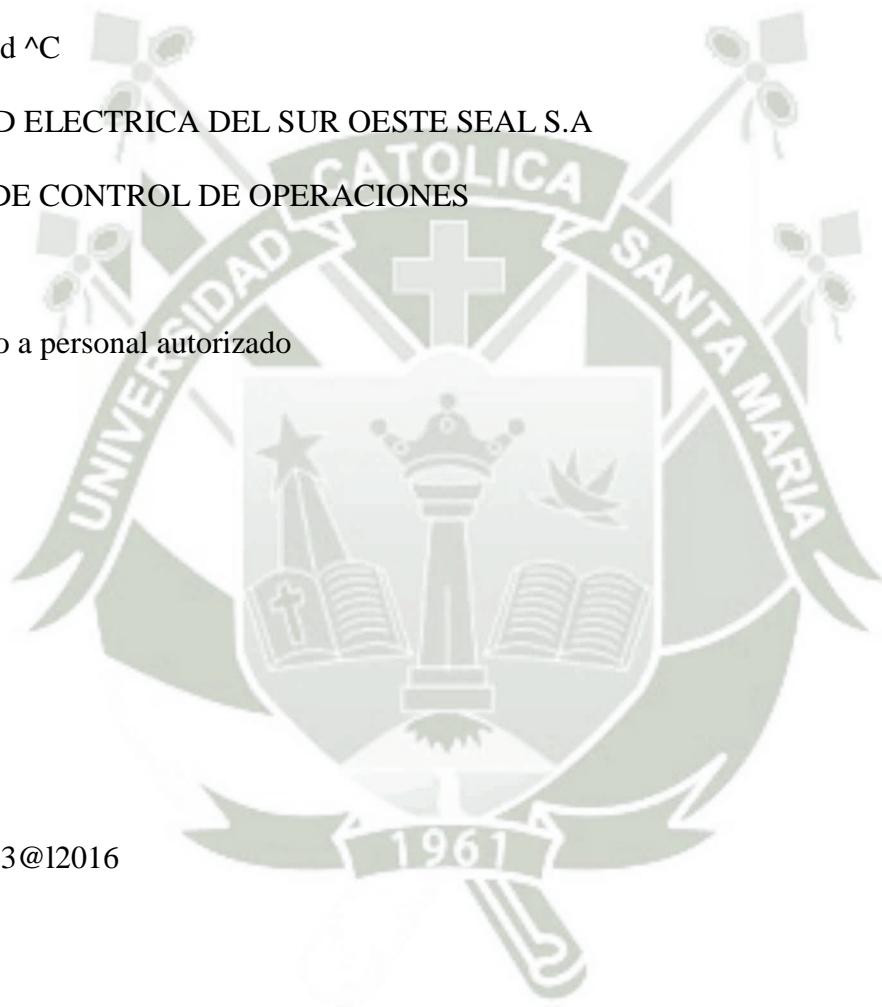 d ^C
D ELECTRICA DEL SUR OESTE SEAL S.A
DE CONTROL DE OPERACIONES
o a personal autorizado
3@l2016
UNIVERSIDAD CATOLICA SANTA MARIA
1961